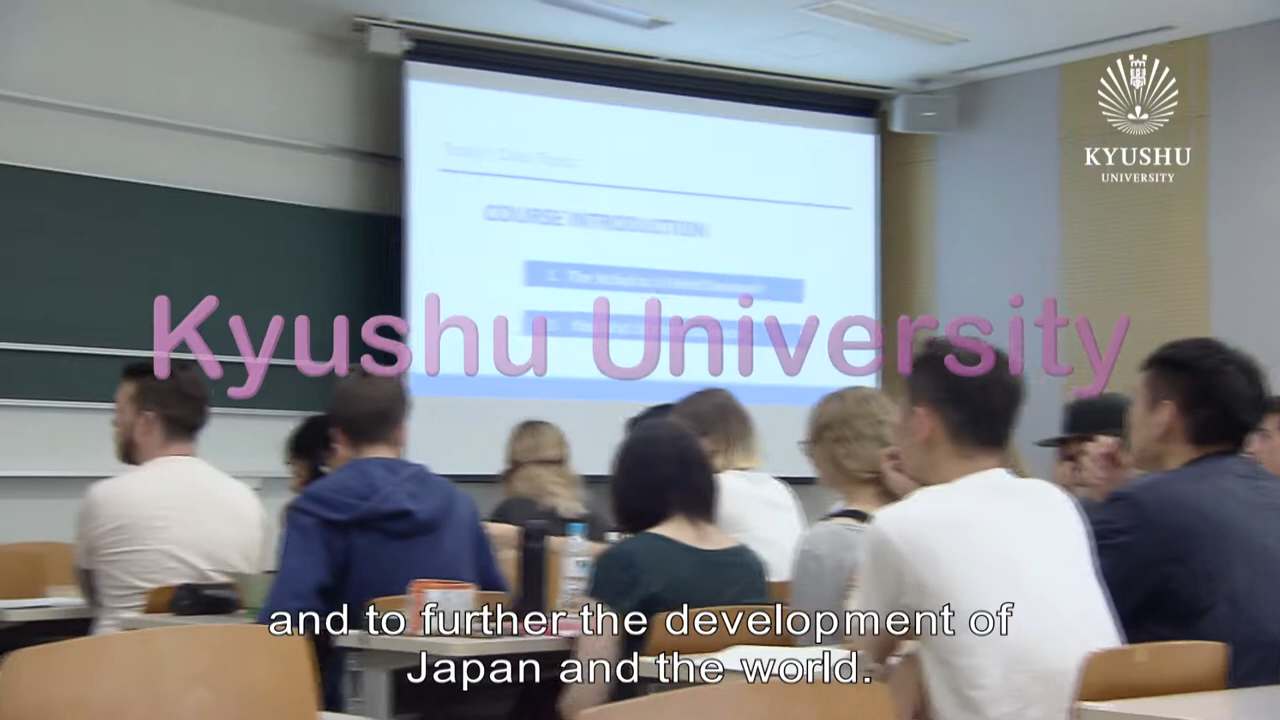 KYUSHU
UNIVERSITY
COURSE INTRODUCTION
Kyushu University
and to further the development of
Japan and the world.